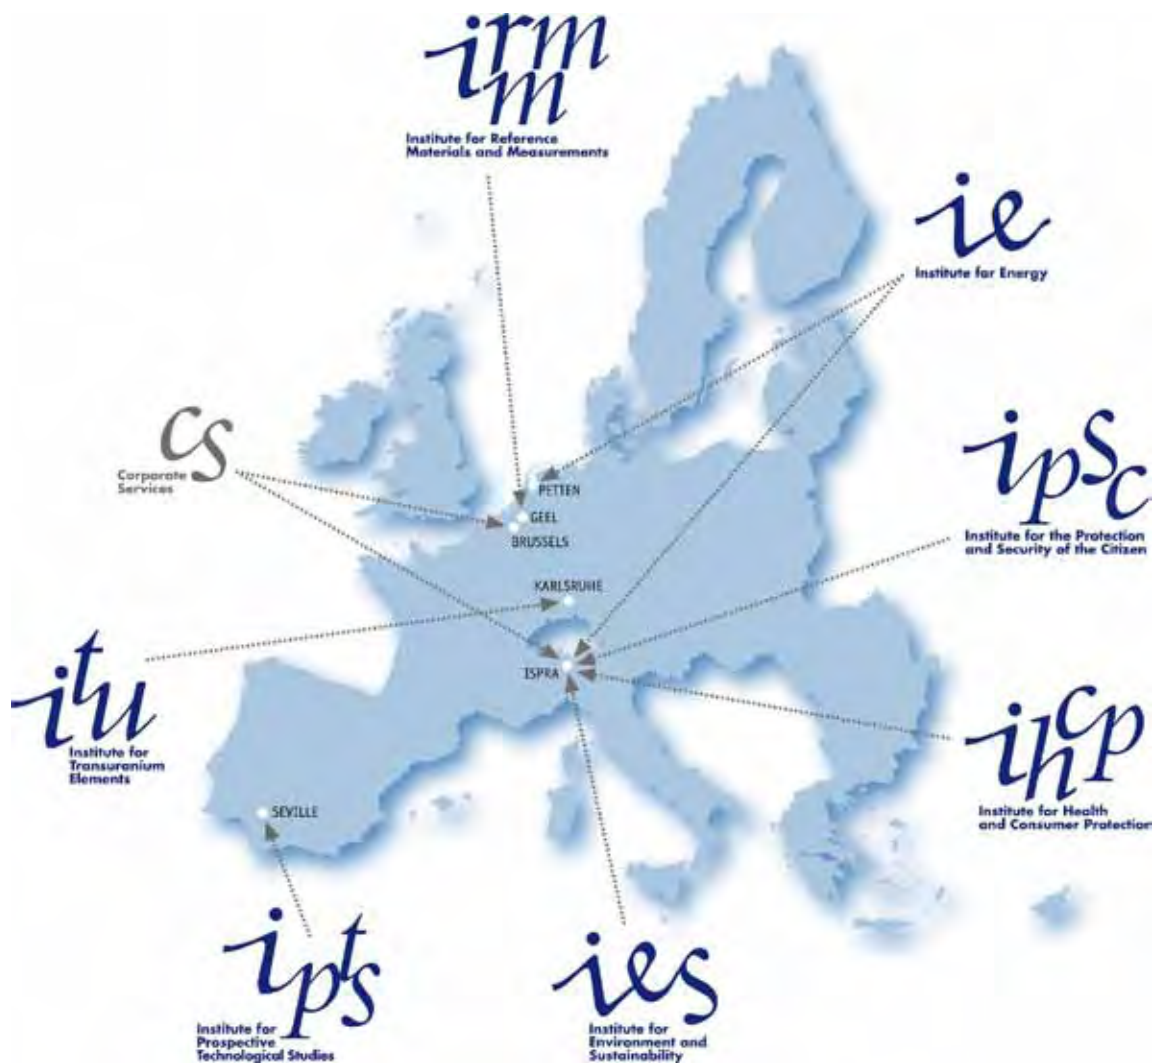 irmm
Institute for Reference
Materials and Measurements
ie
Institute for Energy
cs
Corporate
Services
ipsc
Institute for the Protection
and Security of the Citizen
PETTEN
GEEL
BRUSSELS
KARLSRUHE
ISPRA
itu
Institute for
Transuranium
Elements
ihcp
Institute for Health
and Consumer Protection
SEVILLE
ipts
Institute for
Prospective
Technological Studies
ies
Institute for
Environment and
Sustainability